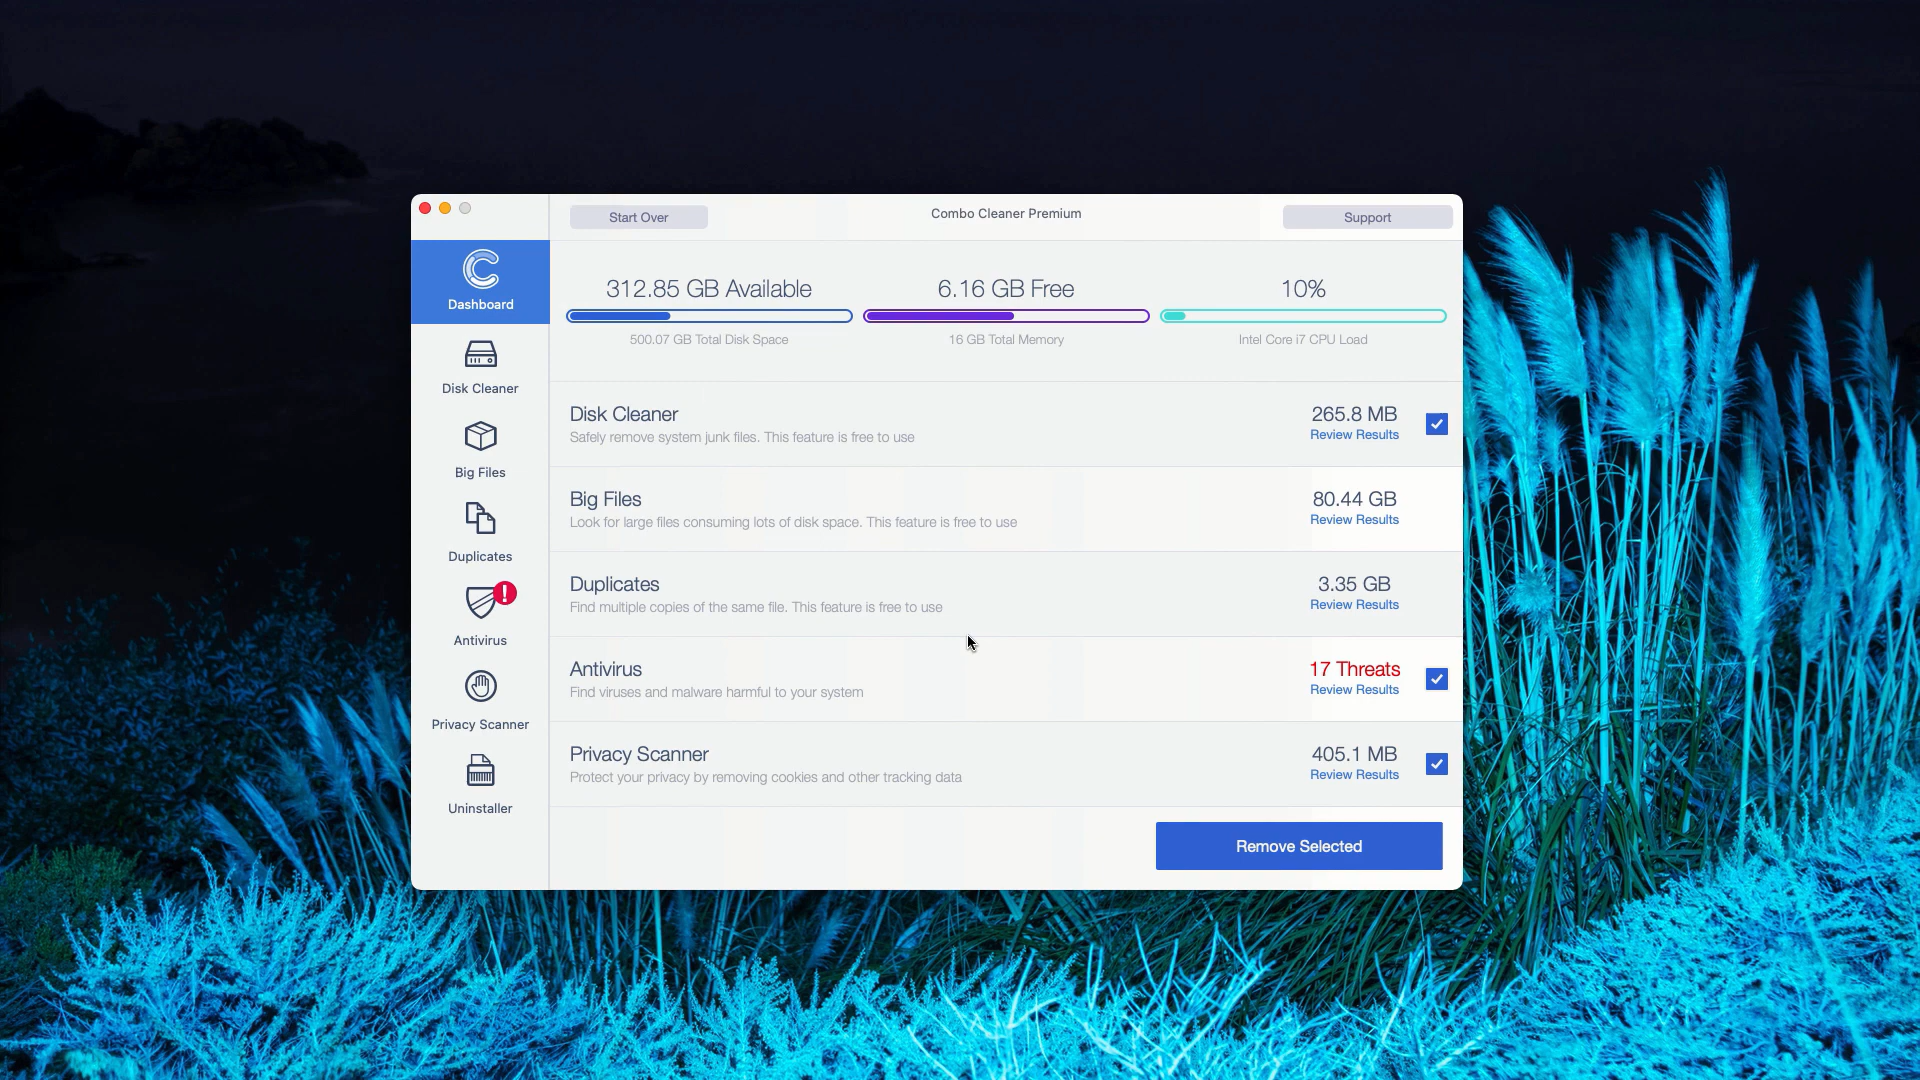 Start Over
Combo Cleaner Premium
Support
Dashboard
Disk Cleaner
Big Files
Duplicates
Antivirus
Privacy Scanner
Uninstaller
312.85 GB Available
500.07 GB Total Disk Space
6.16 GB Free
16 GB Total Memory
10%
Intel Core i7 CPU Load
Disk Cleaner
Safely remove system junk files. This feature is free to use
265.8 MB
Review Results
Big Files
Look for large files consuming lots of disk space. This feature is free to use
80.44 GB
Review Results
Duplicates
Find multiple copies of the same file. This feature is free to use
3.35 GB
Review Results
Antivirus
Find viruses and malware harmful to your system
17 Threats
Review Results
Privacy Scanner
Protect your privacy by removing cookies and other tracking data
405.1 MB
Review Results
Remove Selected